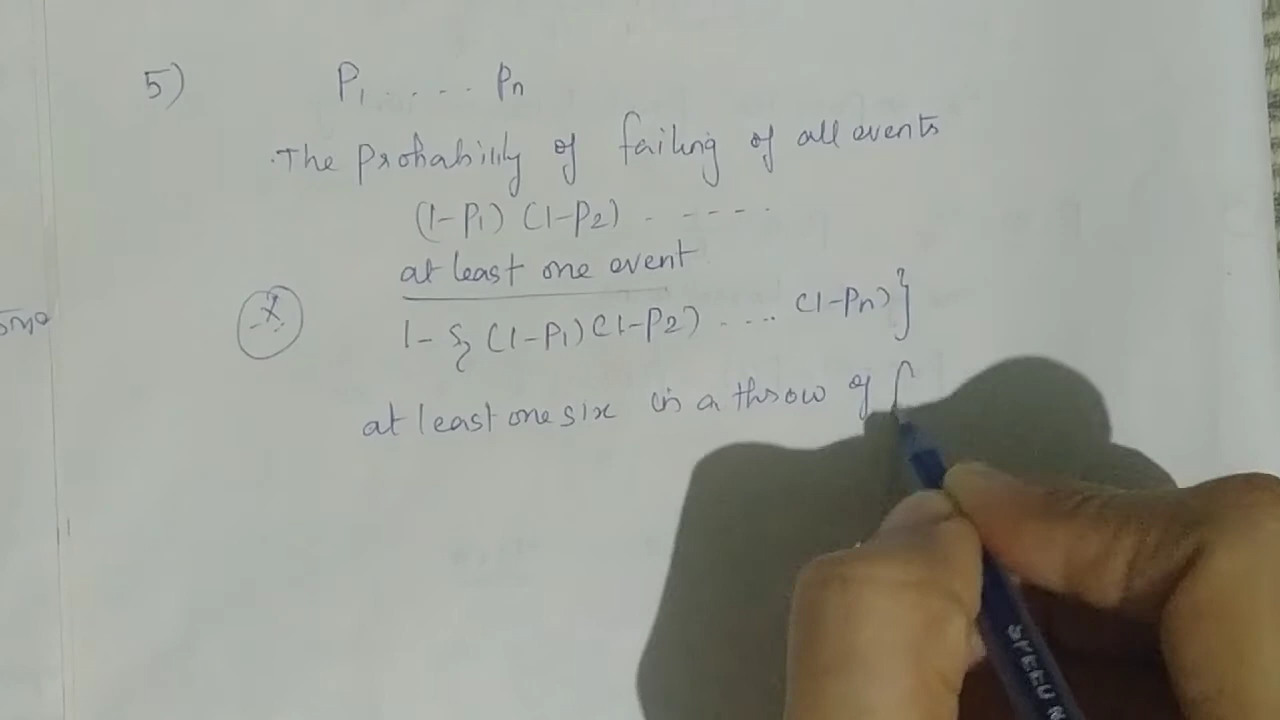 5) P1 ..... Pn
The Probability of failing of all events
(1-P1) (1-P2) - - - - - .
at least one event
1- { (1-P1) (1-P2) .... (1-Pn) }
at least one six in a throw of